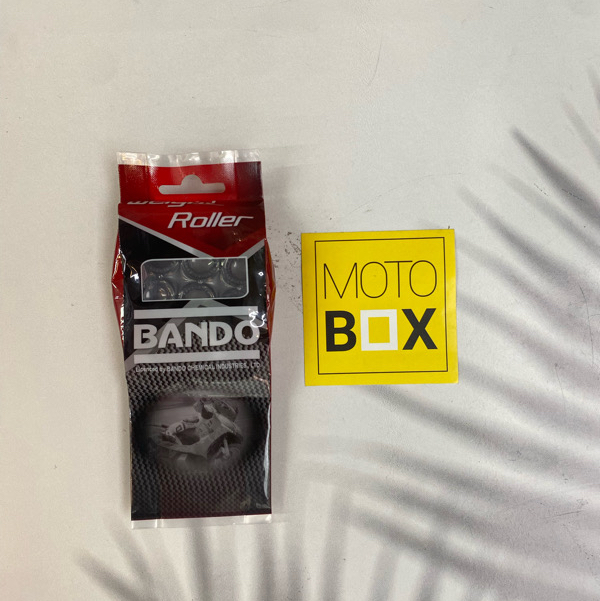 Weight
Roller
BANDO
Licensed by BANDO CHEMICAL INDUSTRIES, LTD.
MOTO
BOX